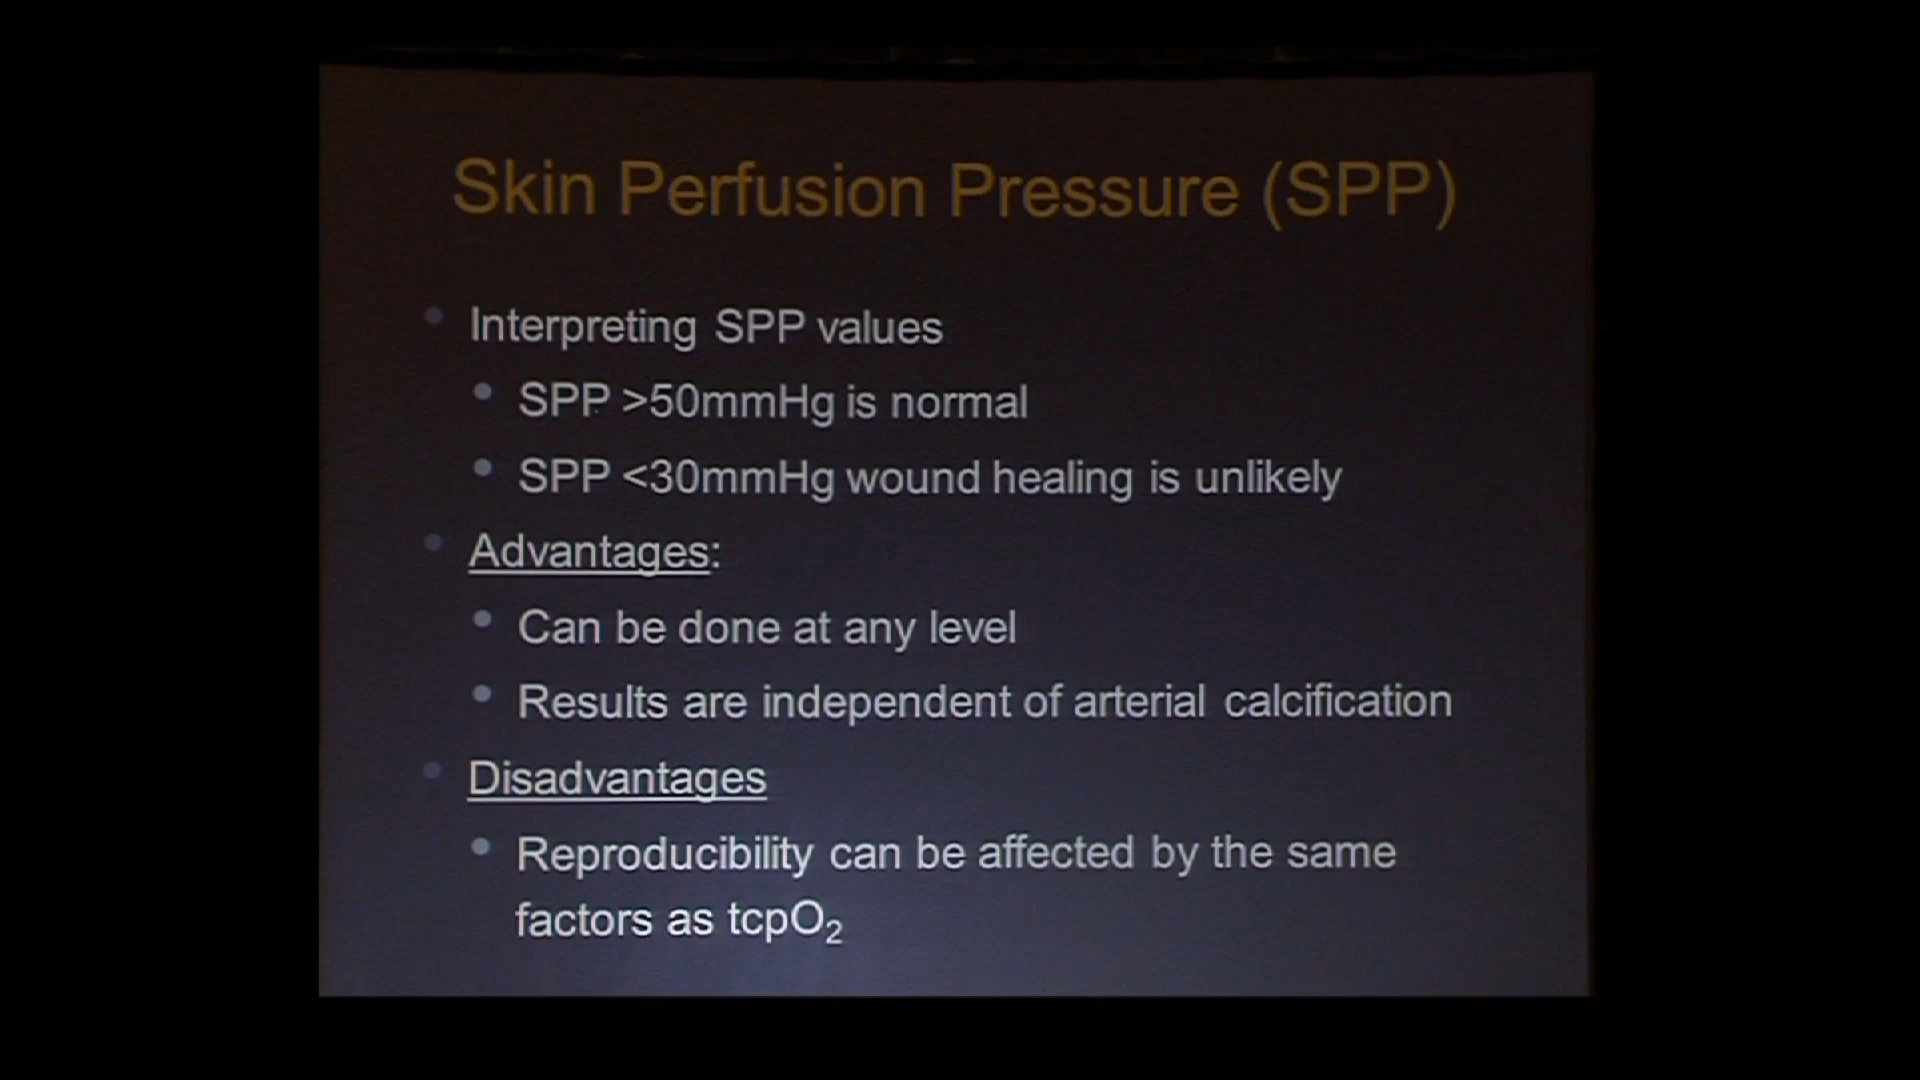 Skin Perfusion Pressure (SPP)
Interpreting SPP values
SPP >50mmHg is normal
SPP <30mmHg wound healing is unlikely
Advantages:
Can be done at any level
Results are independent of arterial calcification
Disadvantages
Reproducibility can be affected by the same
factors as tcpO₂